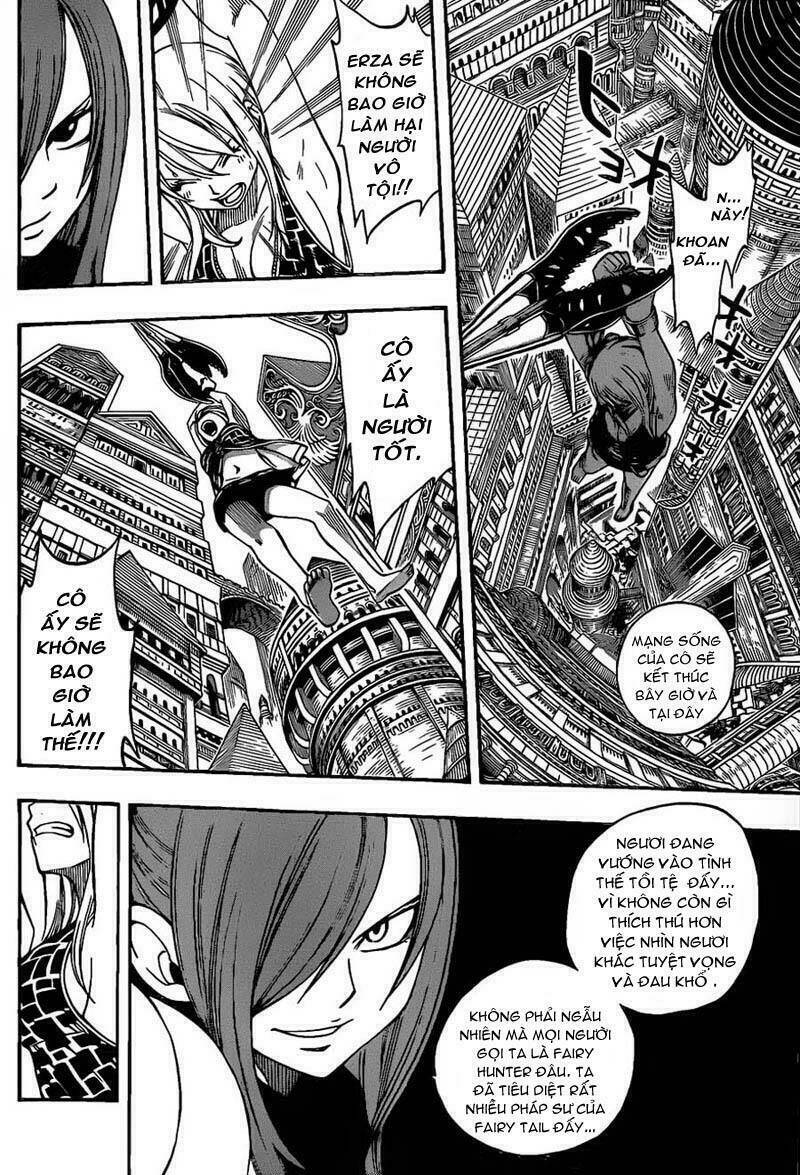 N...
NÀY!
KHOAN
ĐÃ...
MẠNG SỐNG
CỦA CÔ SẼ
KẾT THÚC
BÂY GIỜ VÀ
TẠI ĐÂY
ERZA SẼ
KHÔNG
BAO GIỜ
LÀM HẠI
NGƯỜI
VÔ
TỘI!!
CÔ
ẤY
LÀ
NGƯỜI
TỐT.
CÔ
ẤY SẼ
KHÔNG
BAO
GIỜ
LÀM
THẾ!!!
NGƯƠI ĐANG
VƯỚNG VÀO TÌNH
THẾ TỒI TỆ ĐẤY...
VÌ KHÔNG CÒN GÌ
THÍCH THÚ HƠN
VIỆC NHÌN NGƯỜI
KHÁC TUYỆT VỌNG
VÀ ĐAU KHỔ .
KHÔNG PHẢI NGẪU
NHIÊN MÀ MỌI NGƯỜI
GỌI TA LÀ FAIRY
HUNTER ĐÂU. TA
ĐÃ TIÊU DIỆT RẤT
NHIỀU PHÁP SƯ CỦA
FAIRY TAIL ĐẤY...